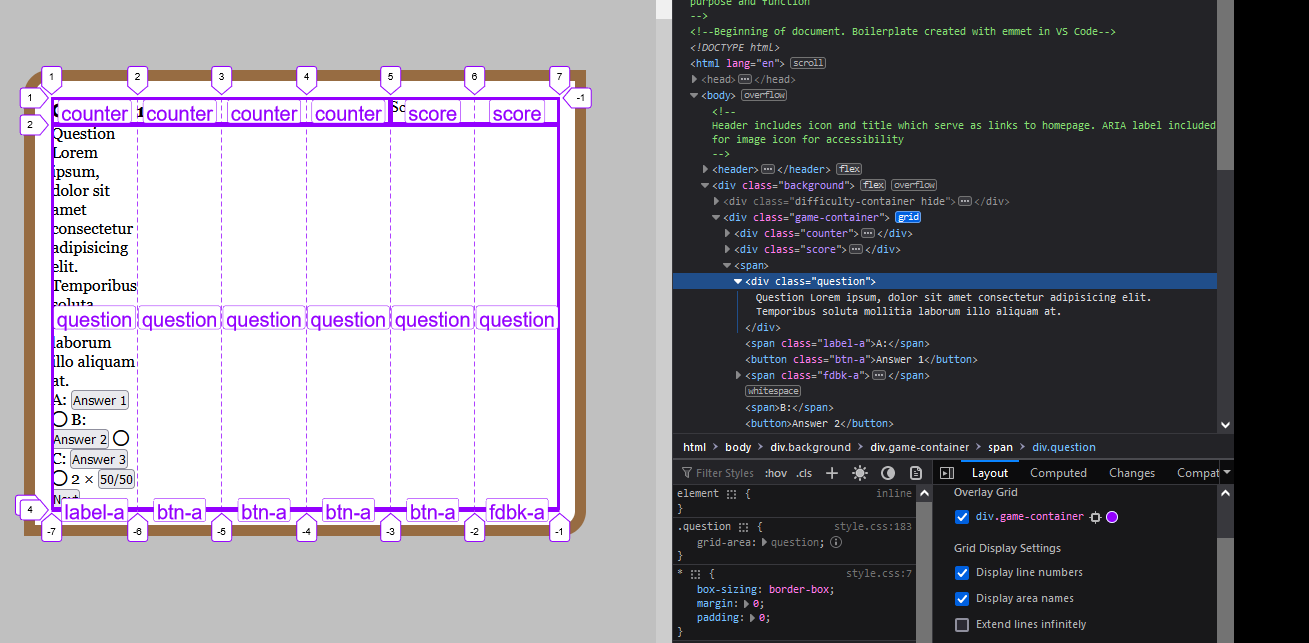 1 2 3 4 5 6 7
1 -1
counter counter counter counter score score
2
Question
Lorem
ipsum,
dolor sit
amet
consectetur
adipisicing
elit.
Temporibus
soluta
question question question question question question
laborum
illo aliquam
at.
A: Answer 1
B:
Answer 2
C: Answer 3
2 × 50/50
Next
4 label-a btn-a btn-a btn-a btn-a fdbk-a
-7 -6 -5 -4 -3 -2 -1
purpose and function
-->
<!--Beginning of document. Boilerplate created with emmet in VS Code-->
<!DOCTYPE html>
<html lang="en"> scroll
<head> ••• </head>
<body> overflow
<!--
Header includes icon and title which serve as links to homepage. ARIA label included
for image icon for accessibility
-->
<header> ••• </header> flex
<div class="background"> flex overflow
<div class="difficulty-container hide"> ••• </div>
<div class="game-container"> grid
<div class="counter"> ••• </div>
<div class="score"> ••• </div>
<span>
<div class="question">
Question Lorem ipsum, dolor sit amet consectetur adipisicing elit.
Temporibus soluta mollitia laborum illo aliquam at.
</div>
<span class="label-a">A:</span>
<button class="btn-a">Answer 1</button>
<span class="fdbk-a"> ••• </span>
whitespace
<span>B:</span>
<button>Answer 2</button>
html > body > div.background > div.game-container > span > div.question
Filter Styles :hov .cls +
element { inline
}
.question { style.css:183
grid-area: question;
}
* { style.css:7
box-sizing: border-box;
margin: 0;
padding: 0;
}
Layout Computed Changes Compat
Overlay Grid
div.game-container
Grid Display Settings
Display line numbers
Display area names
Extend lines infinitely